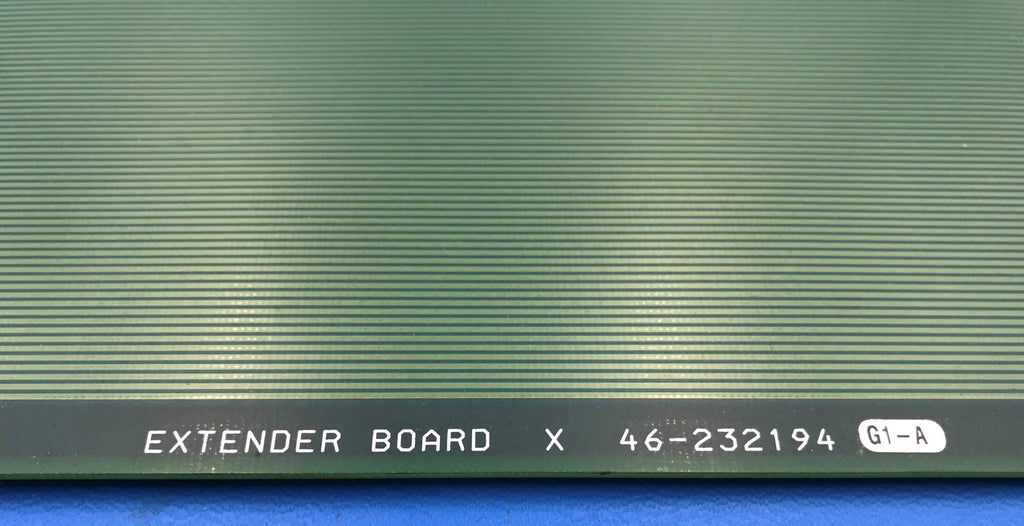 EXTENDER BOARD X 46-232194 G1-A